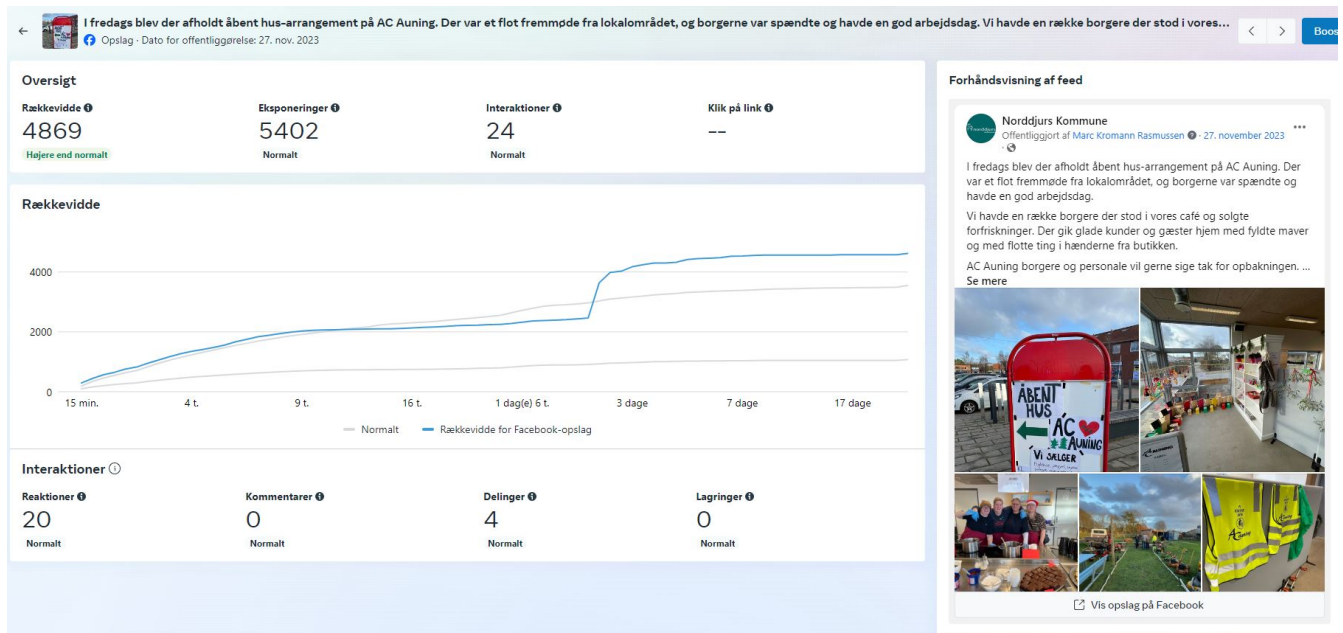 I fredags blev der afholdt åbent hus-arrangement på AC Auning. Der var et flot fremmøde fra lokalområdet, og borgerne var spændte og havde en god arbejdsdag. Vi havde en række borgere der stod i vores...
Opslag · Dato for offentliggørelse: 27. nov. 2023
Boos
Oversigt
Rækkevidde
4869
Højere end normalt
Eksponeringer
5402
Normalt
Interaktioner
24
Normalt
Klik på link
--
Rækkevidde
4000
2000
0
15 min. 4 t. 9 t. 16 t. 1 dag(e) 6 t. 3 dage 7 dage 17 dage
Normalt Rækkevidde for Facebook-opslag
Interaktioner
Reaktioner
20
Normalt
Kommentarer
0
Normalt
Delinger
4
Normalt
Lagringer
0
Normalt
Forhåndsvisning af feed
Norddjurs Kommune
Offentliggjort af Marc Kromann Rasmussen · 27. november 2023
·
I fredags blev der afholdt åbent hus-arrangement på AC Auning. Der
var et flot fremmøde fra lokalområdet, og borgerne var spændte og
havde en god arbejdsdag.
Vi havde en række borgere der stod i vores café og solgte
forfriskninger. Der gik glade kunder og gæster hjem med fyldte maver
og med flotte ting i hænderne fra butikken.
AC Auning borgere og personale vil gerne sige tak for opbakningen. ...
Se mere
ÅBENT
HUS
AC
AUNING
Vi SÆLGER
Auning
Vis opslag på Facebook